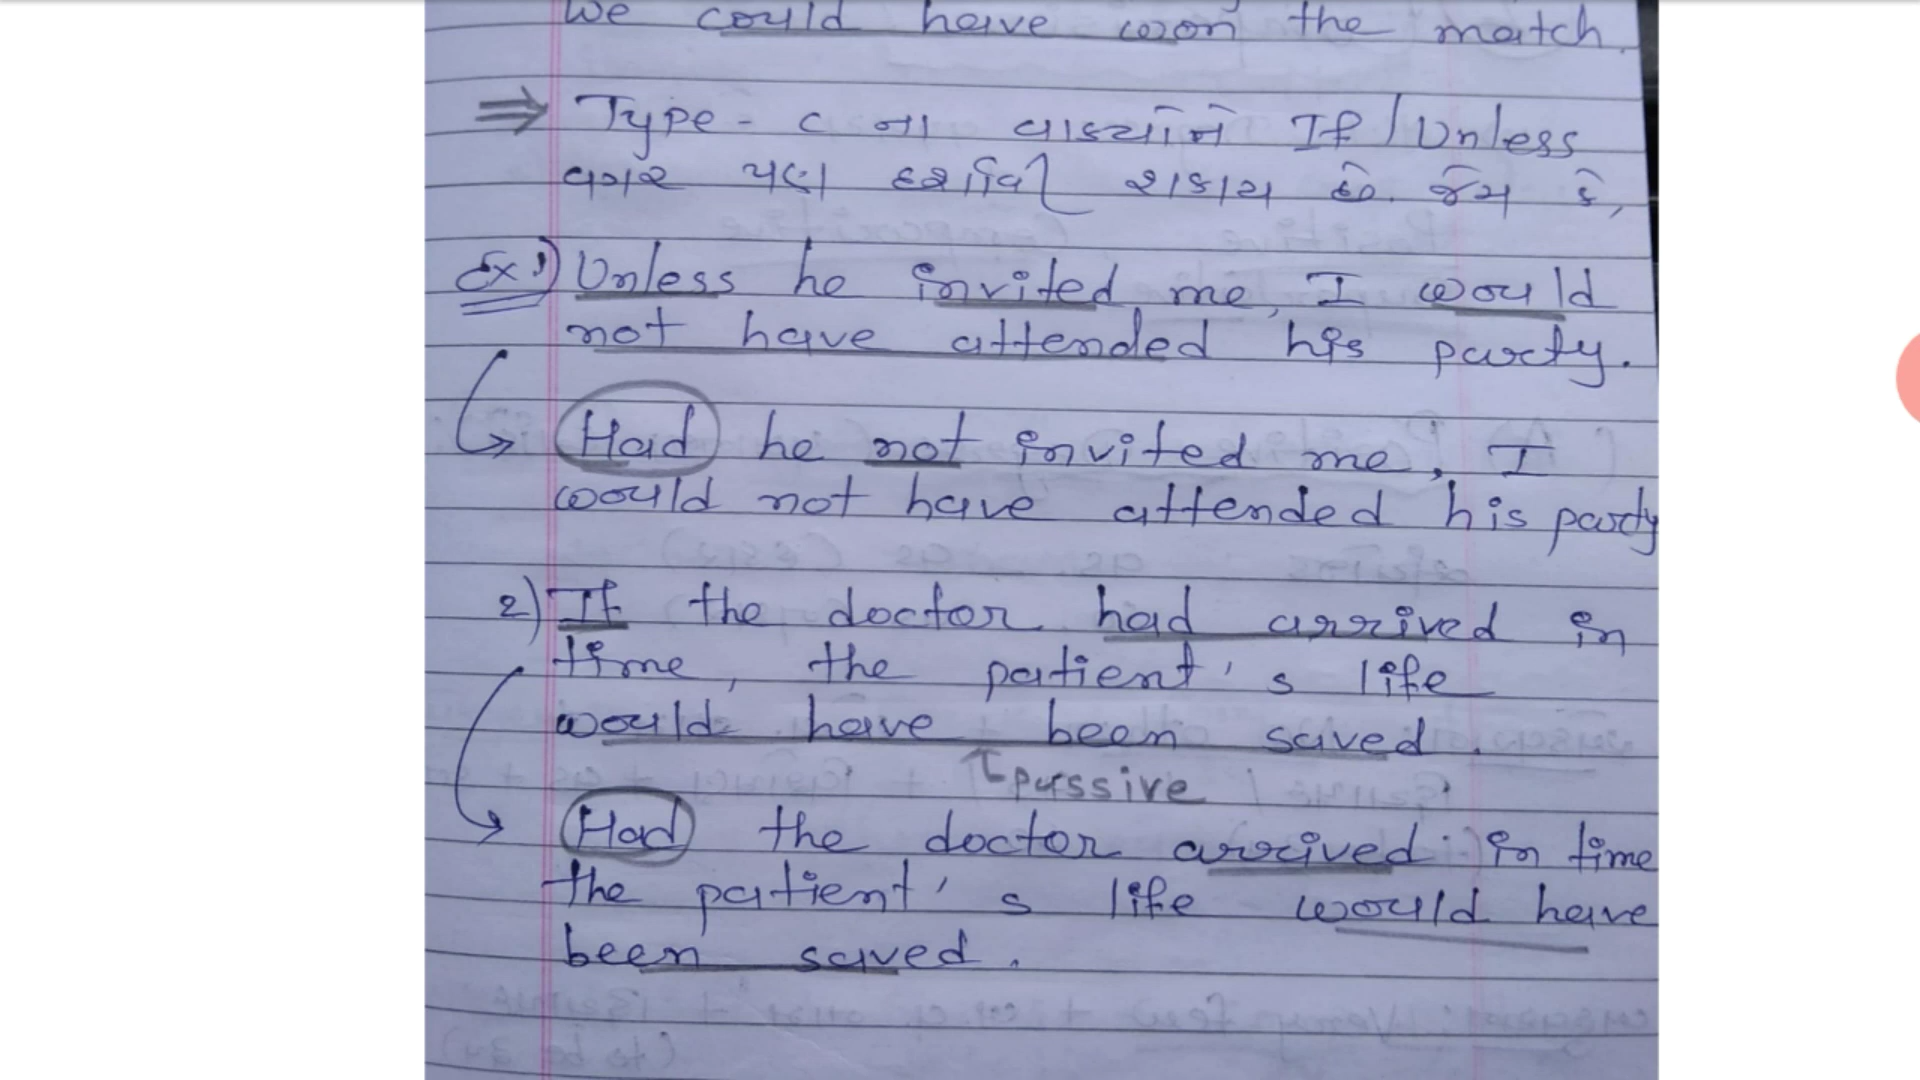 We could have won the match.
⇒ Type - C ના વાક્યોને If / Unless
વગર પણ દર્શાવી શકાય છે. જેમ કે,
Ex 1) Unless he invited me, I would
not have attended his party.
Had he not invited me, I
would not have attended his party
2) If the doctor had arrived in
time, the patient's life
would have been saved.
passive
Had the doctor arrived in time
the patient's life would have
been saved.